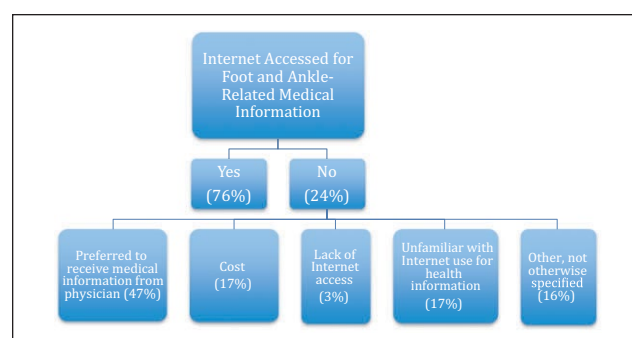 Internet Accessed for
Foot and Ankle-
Related Medical
Information
Yes
(76%)
No
(24%)
Preferred to
receive medical
information from
physician (47%)
Cost
(17%)
Lack of
Internet
access
(3%)
Unfamiliar with
Internet use for
health
information
(17%)
Other, not
otherwise
specified
(16%)